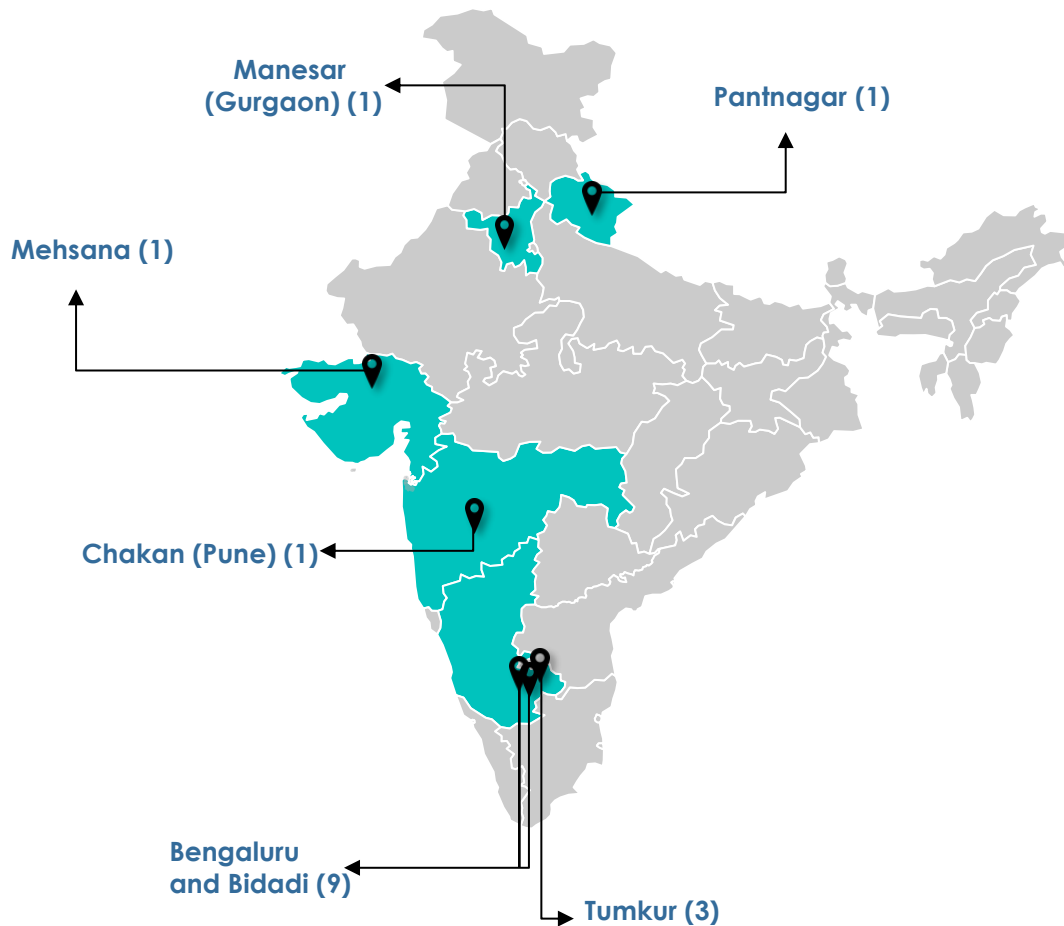 Manesar
(Gurgaon) (1)
Pantnagar (1)
Mehsana (1)
Chakan (Pune) (1)
Bengaluru
and Bidadi (9)
Tumkur (3)